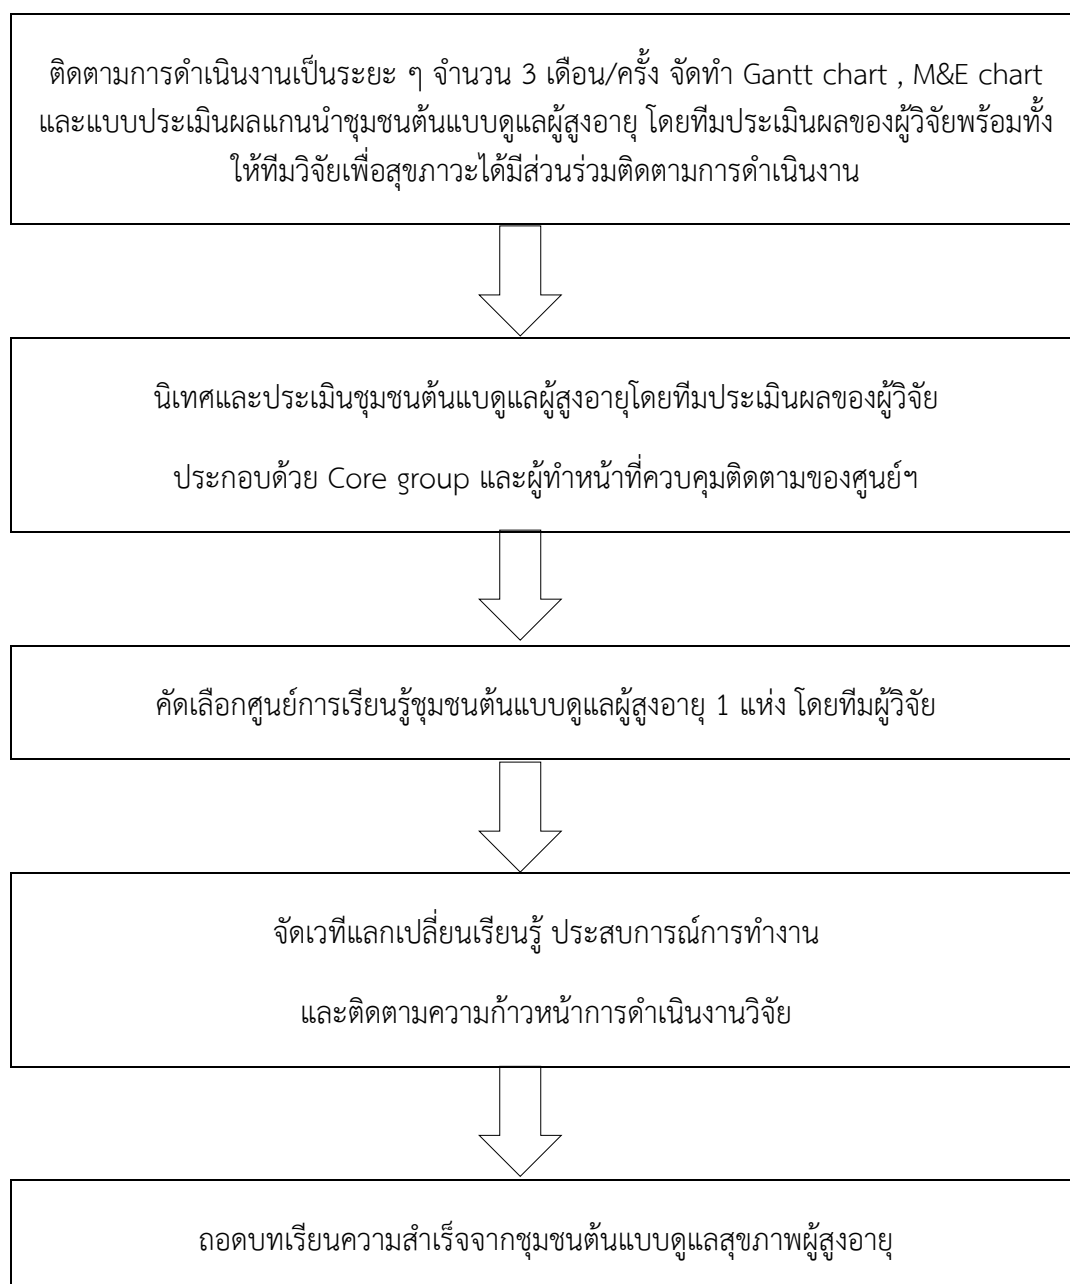 ติดตามการดำเนินงานเป็นระยะ ๆ จำนวน 3 เดือน/ครั้ง จัดทำ Gantt chart , M&E chart
และแบบประเมินผลแกนนำชุมชนต้นแบบดูแลผู้สูงอายุ โดยทีมประเมินผลของผู้วิจัยพร้อมทั้ง
ให้ทีมวิจัยเพื่อสุขภาวะได้มีส่วนร่วมติดตามการดำเนินงาน
นิเทศและประเมินชุมชนต้นแบดูแลผู้สูงอายุโดยทีมประเมินผลของผู้วิจัย
ประกอบด้วย Core group และผู้ทำหน้าที่ควบคุมติดตามของศูนย์ฯ
คัดเลือกศูนย์การเรียนรู้ชุมชนต้นแบบดูแลผู้สูงอายุ 1 แห่ง โดยทีมผู้วิจัย
จัดเวทีแลกเปลี่ยนเรียนรู้ ประสบการณ์การทำงาน
และติดตามความก้าวหน้าการดำเนินงานวิจัย
ถอดบทเรียนความสำเร็จจากชุมชนต้นแบบดูแลสุขภาพผู้สูงอายุ